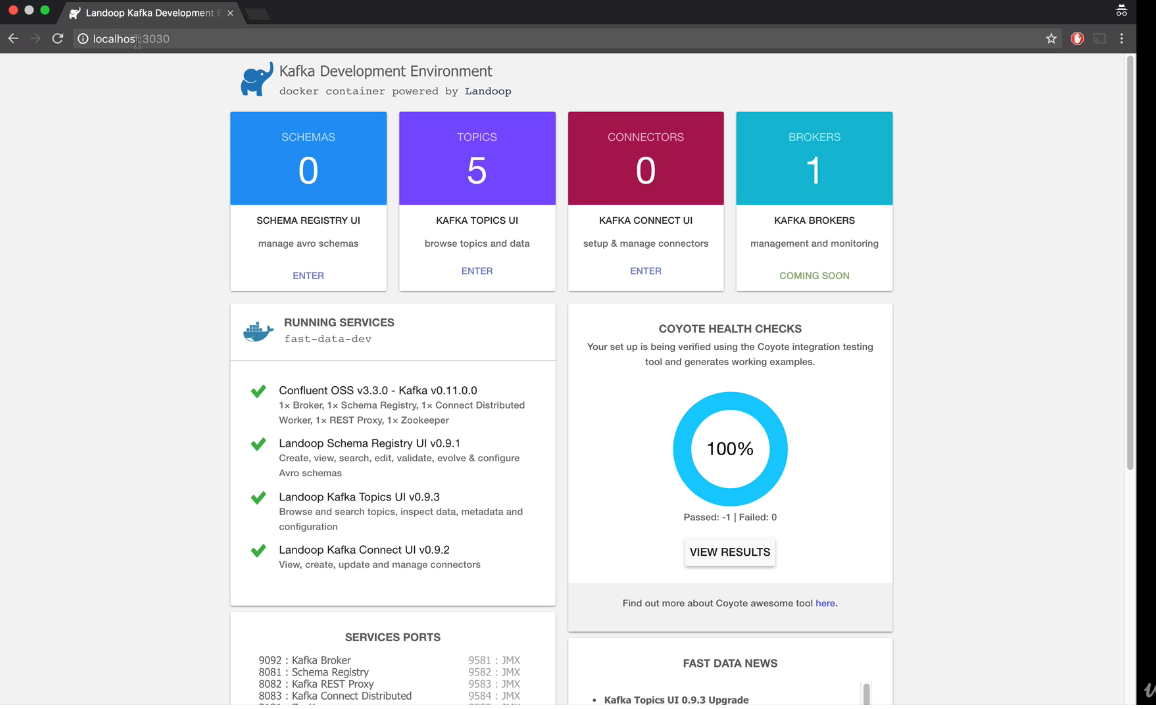 Landoop Kafka Development E
localhost:3030
Kafka Development Environment
docker container powered by Landoop
SCHEMAS
0
SCHEMA REGISTRY UI
manage avro schemas
ENTER
TOPICS
5
KAFKA TOPICS UI
browse topics and data
ENTER
CONNECTORS
0
KAFKA CONNECT UI
setup & manage connectors
ENTER
BROKERS
1
KAFKA BROKERS
management and monitoring
COMING SOON
RUNNING SERVICES
fast-data-dev
Confluent OSS v3.3.0 - Kafka v0.11.0.0
1× Broker, 1× Schema Registry, 1× Connect Distributed
Worker, 1× REST Proxy, 1× Zookeeper
Landoop Schema Registry UI v0.9.1
Create, view, search, edit, validate, evolve & configure
Avro schemas
Landoop Kafka Topics UI v0.9.3
Browse and search topics, inspect data, metadata and
configuration
Landoop Kafka Connect UI v0.9.2
View, create, update and manage connectors
COYOTE HEALTH CHECKS
Your set up is being verified using the Coyote integration testing
tool and generates working examples.
100%
Passed: -1 | Failed: 0
VIEW RESULTS
Find out more about Coyote awesome tool here.
SERVICES PORTS
9092 : Kafka Broker 9581 : JMX
8081 : Schema Registry 9582 : JMX
8082 : Kafka REST Proxy 9583 : JMX
8083 : Kafka Connect Distributed 9584 : JMX
FAST DATA NEWS
• Kafka Topics UI 0.9.3 Upgrade